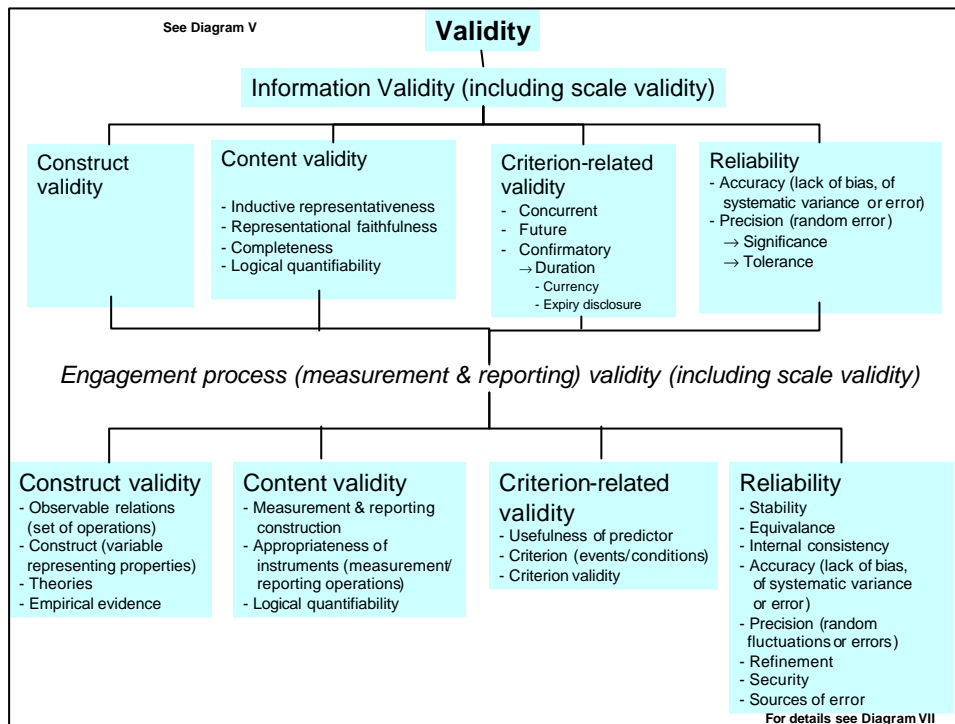 See Diagram V
Validity
Information Validity (including scale validity)
Construct
validity
Content validity
- Inductive representativeness
- Representational faithfulness
- Completeness
- Logical quantifiability
Criterion-related
validity
- Concurrent
- Future
- Confirmatory
→ Duration
- Currency
- Expiry disclosure
Reliability
- Accuracy (lack of bias, of
systematic variance or error)
- Precision (random error)
→ Significance
→ Tolerance
Engagement process (measurement & reporting) validity (including scale validity)
Construct validity
- Observable relations
(set of operations)
- Construct (variable
representing properties)
- Theories
- Empirical evidence
Content validity
- Measurement & reporting
construction
- Appropriateness of
instruments (measurement/
reporting operations)
- Logical quantifiability
Criterion-related
validity
- Usefulness of predictor
- Criterion (events/conditions)
- Criterion validity
Reliability
- Stability
- Equivalance
- Internal consistency
- Accuracy (lack of bias,
of systematic variance
or error)
- Precision (random
fluctuations or errors)
- Refinement
- Security
- Sources of error
For details see Diagram VII